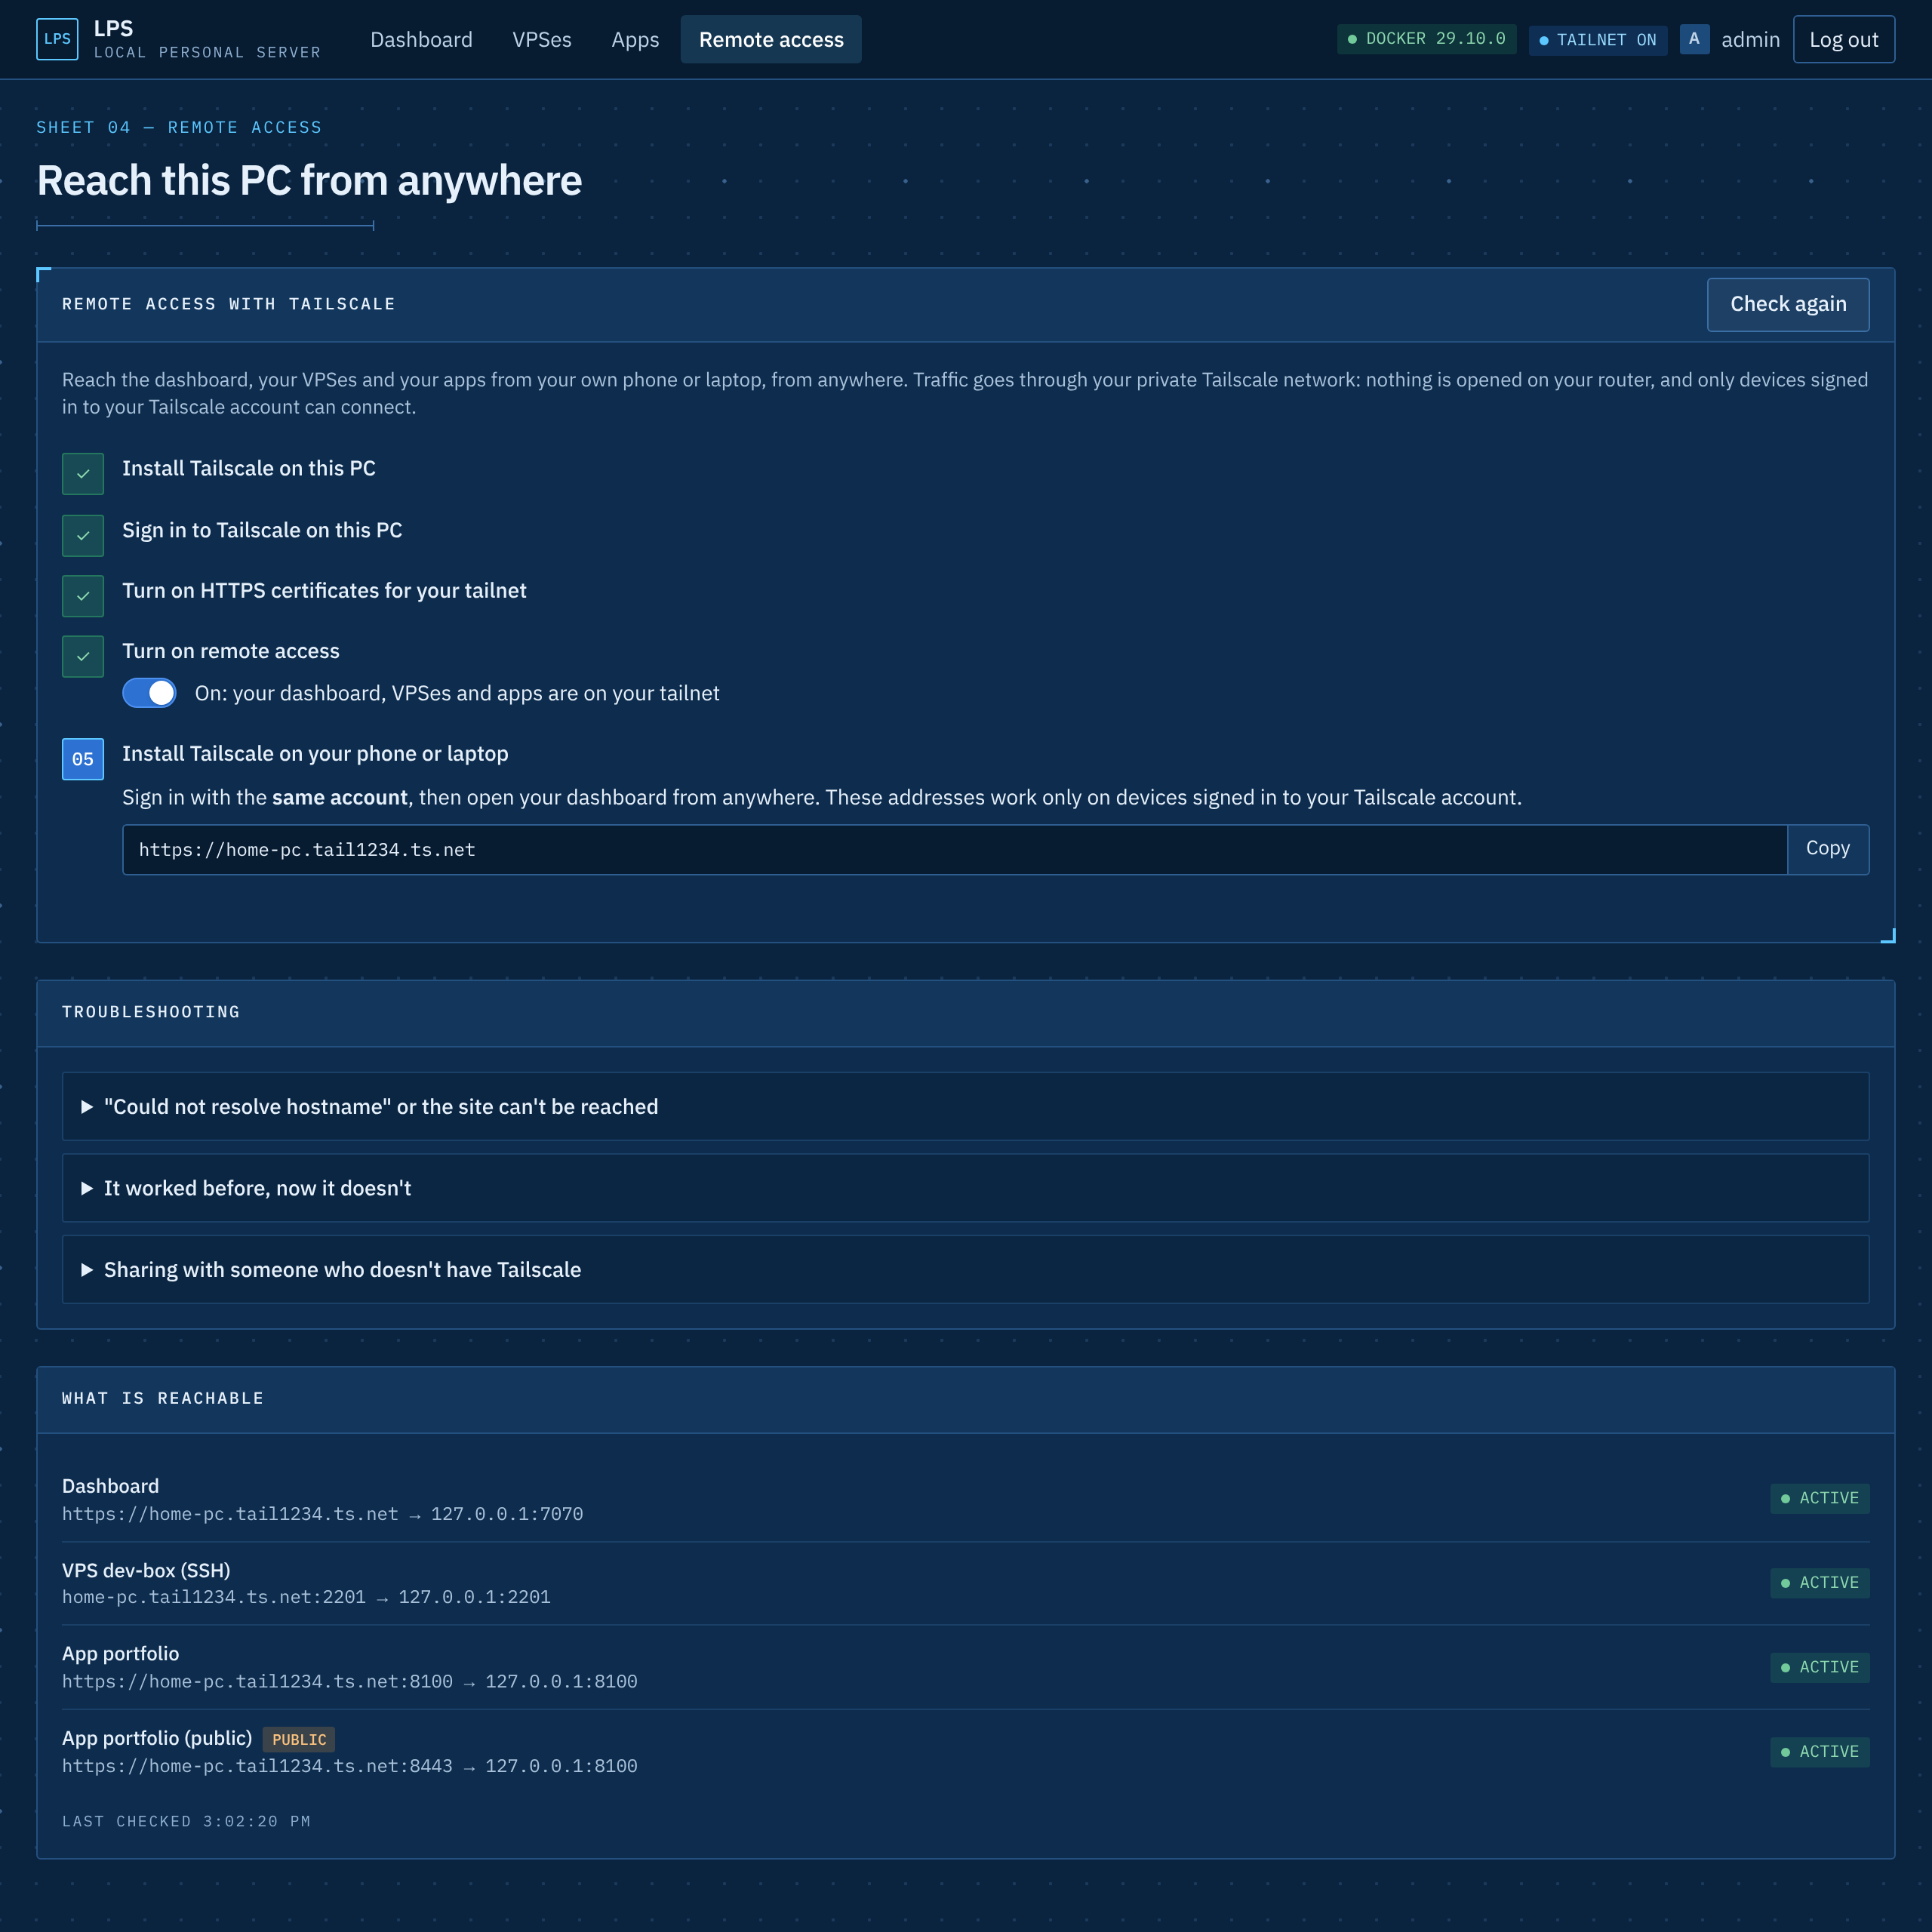 LPS
LPS
LOCAL PERSONAL SERVER
Dashboard
VPSes
Apps
Remote access
DOCKER 29.10.0
TAILNET ON
A
admin
Log out
SHEET 04 — REMOTE ACCESS
Reach this PC from anywhere
REMOTE ACCESS WITH TAILSCALE
Check again
Reach the dashboard, your VPSes and your apps from your own phone or laptop, from anywhere. Traffic goes through your private Tailscale network: nothing is opened on your router, and only devices signed
in to your Tailscale account can connect.
✓ Install Tailscale on this PC
✓ Sign in to Tailscale on this PC
✓ Turn on HTTPS certificates for your tailnet
✓ Turn on remote access
On: your dashboard, VPSes and apps are on your tailnet
05 Install Tailscale on your phone or laptop
Sign in with the same account, then open your dashboard from anywhere. These addresses work only on devices signed in to your Tailscale account.
https://home-pc.tail1234.ts.net
Copy
TROUBLESHOOTING
▶ "Could not resolve hostname" or the site can't be reached
▶ It worked before, now it doesn't
▶ Sharing with someone who doesn't have Tailscale
WHAT IS REACHABLE
Dashboard
https://home-pc.tail1234.ts.net → 127.0.0.1:7070
ACTIVE
VPS dev-box (SSH)
home-pc.tail1234.ts.net:2201 → 127.0.0.1:2201
ACTIVE
App portfolio
https://home-pc.tail1234.ts.net:8100 → 127.0.0.1:8100
ACTIVE
App portfolio (public) PUBLIC
https://home-pc.tail1234.ts.net:8443 → 127.0.0.1:8100
ACTIVE
LAST CHECKED 3:02:20 PM